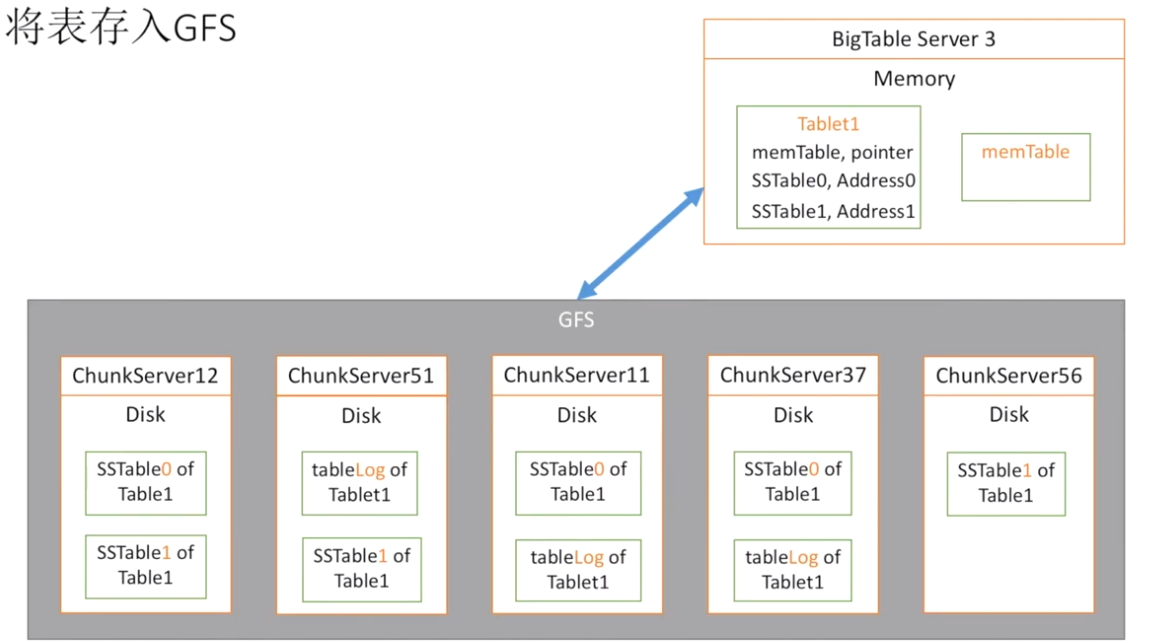 将表存入GFS
BigTable Server 3
Memory
Tablet1
memTable, pointer
SSTable0, Address0
SSTable1, Address1
memTable
GFS
ChunkServer12
Disk
SSTable0 of
Table1
SSTable1 of
Table1
ChunkServer51
Disk
tableLog of
Tablet1
SSTable1 of
Table1
ChunkServer11
Disk
SSTable0 of
Table1
tableLog of
Tablet1
ChunkServer37
Disk
SSTable0 of
Table1
tableLog of
Tablet1
ChunkServer56
Disk
SSTable1 of
Table1